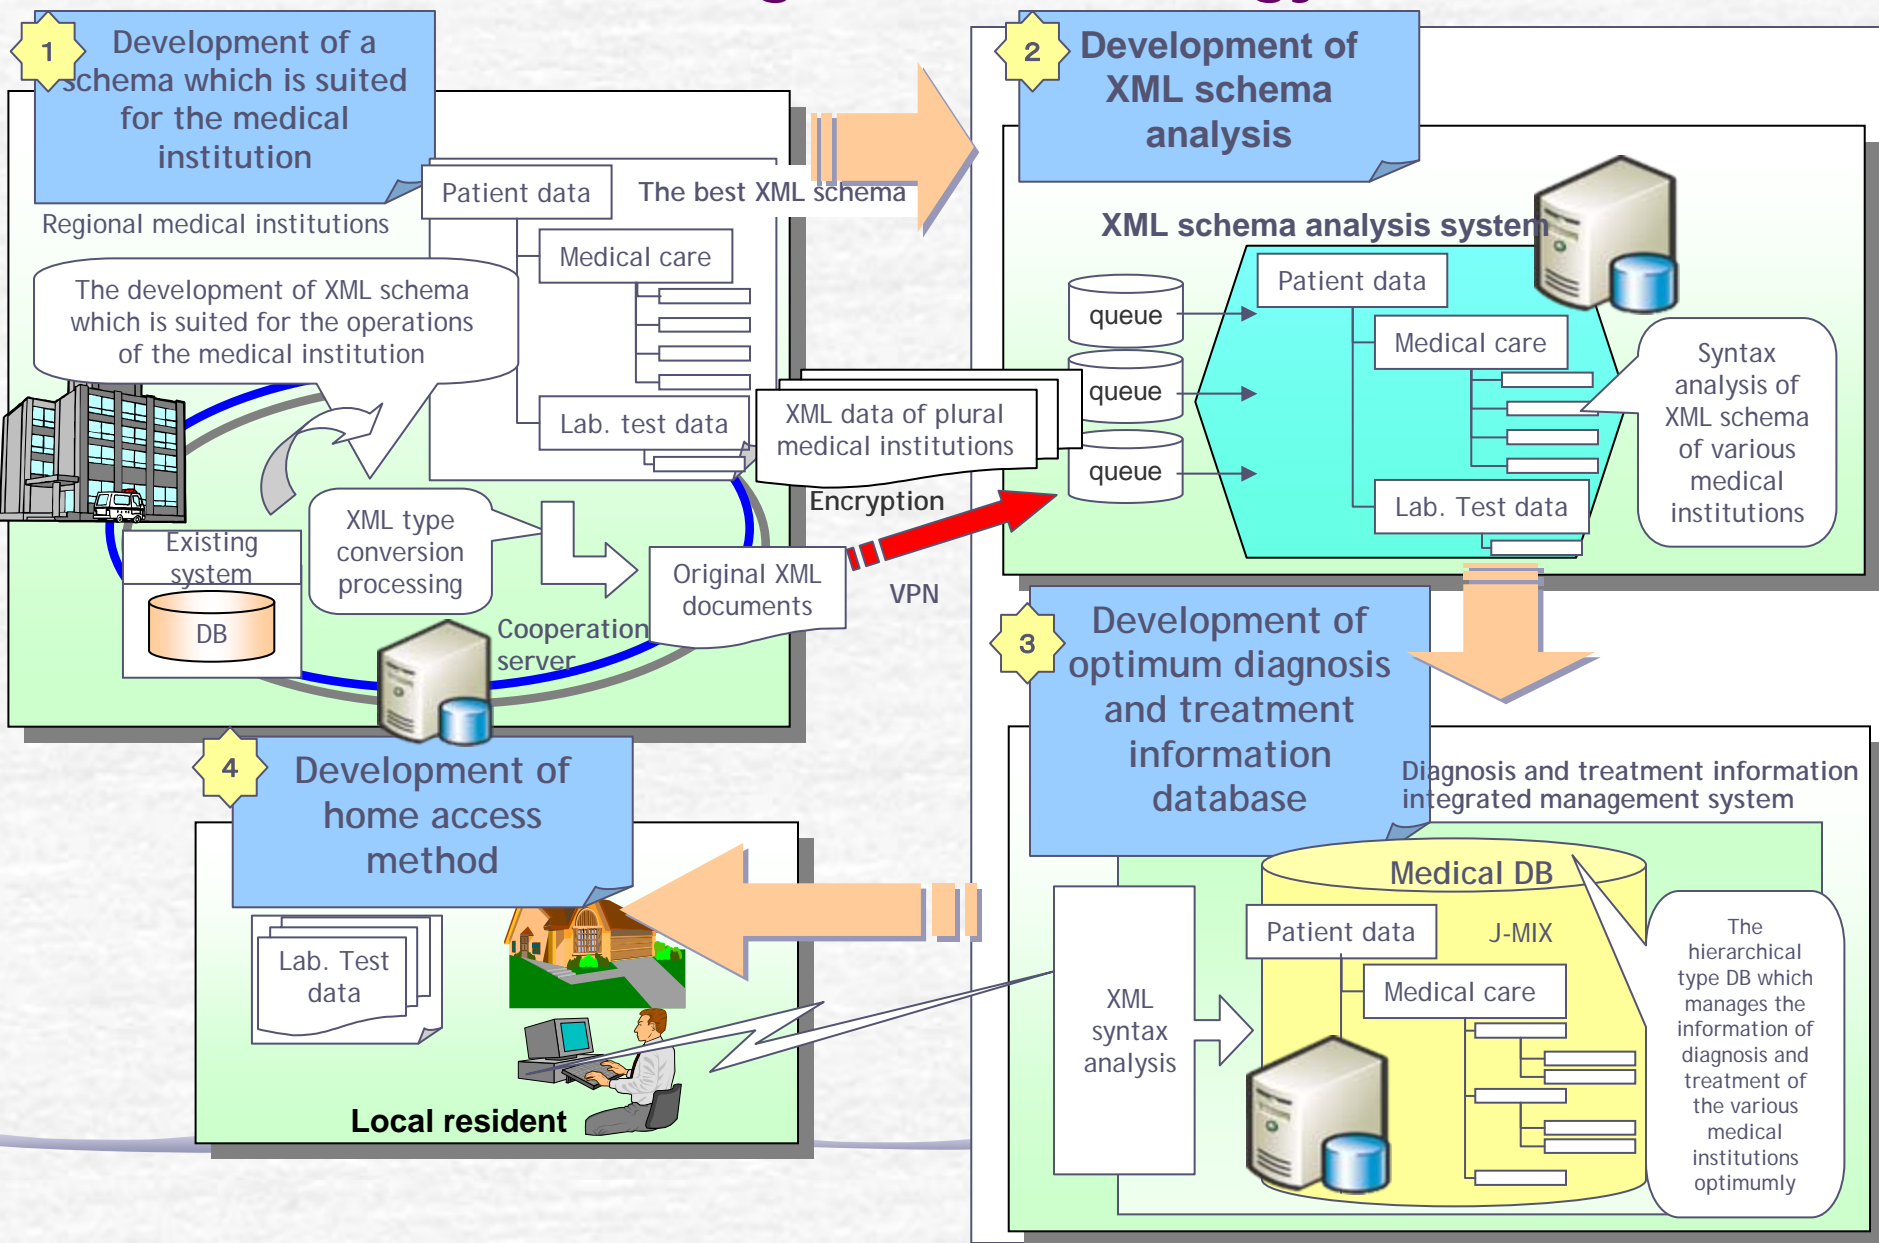 1
Development of a
schema which is suited
for the medical
institution
Regional medical institutions
The development of XML schema
which is suited for the operations
of the medical institution
Patient data
The best XML schema
Medical care
Lab. test data
XML type
conversion
processing
Existing
system
DB
Cooperation
server
Original XML
documents
XML data of plural
medical institutions
Encryption
VPN
2
Development of
XML schema
analysis
XML schema analysis system
queue
queue
queue
Patient data
Medical care
Lab. Test data
Syntax
analysis of
XML schema
of various
medical
institutions
3
Development of
optimum diagnosis
and treatment
information
database
Diagnosis and treatment information
integrated management system
Medical DB
Patient data
J-MIX
Medical care
XML
syntax
analysis
The
hierarchical
type DB which
manages the
information of
diagnosis and
treatment of
the various
medical
institutions
optimumly
4
Development of
home access
method
Lab. Test
data
Local resident